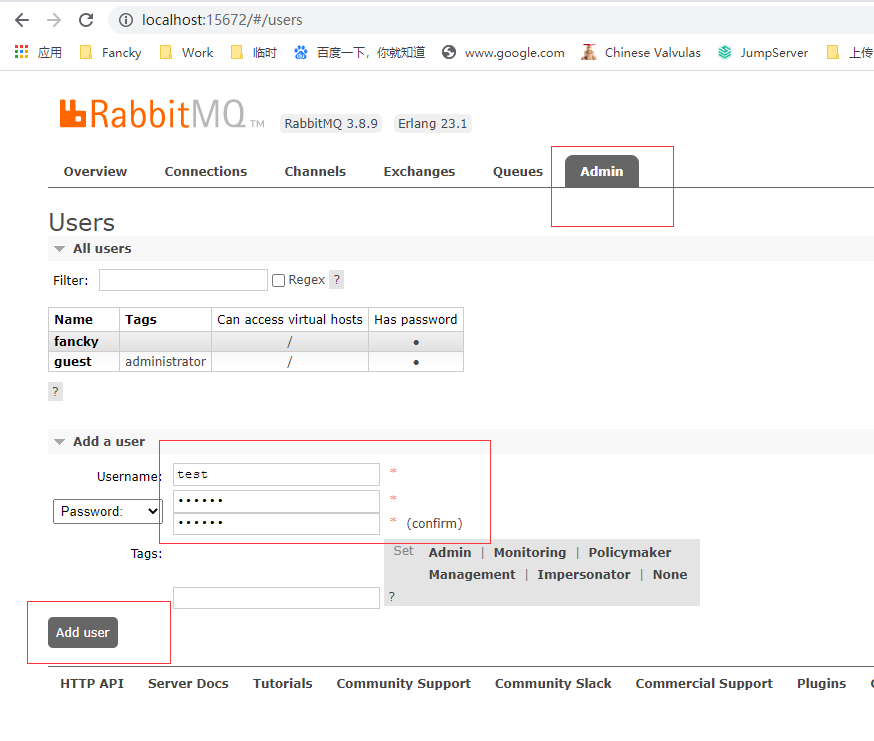 localhost:15672/#/users
应用 Fancky Work 临时 百度一下，你就知道 www.google.com Chinese Valvulas JumpServer 上传
RabbitMQ TM RabbitMQ 3.8.9 Erlang 23.1
Overview Connections Channels Exchanges Queues Admin
Users
All users
Filter: Regex ?
Name Tags Can access virtual hosts Has password
fancky / ●
guest administrator / ●
?
Add a user
Username: test *
Password: •••••• *
•••••• * (confirm)
Tags: Set Admin | Monitoring | Policymaker
Management | Impersonator | None
?
Add user
HTTP API Server Docs Tutorials Community Support Community Slack Commercial Support Plugins